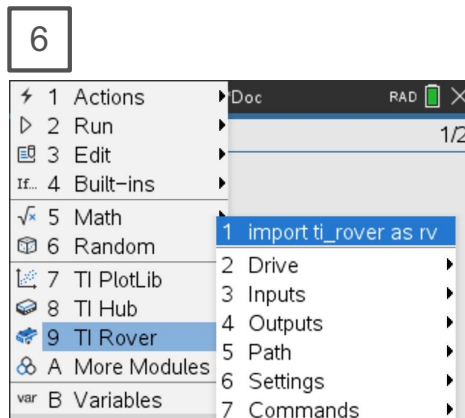 6
1 Actions
2 Run
3 Edit
If... 4 Built-ins
√× 5 Math
6 Random
7 TI PlotLib
8 TI Hub
9 TI Rover
A More Modules
var B Variables
Doc RAD
1/2
1 import ti_rover as rv
2 Drive
3 Inputs
4 Outputs
5 Path
6 Settings
7 Commands